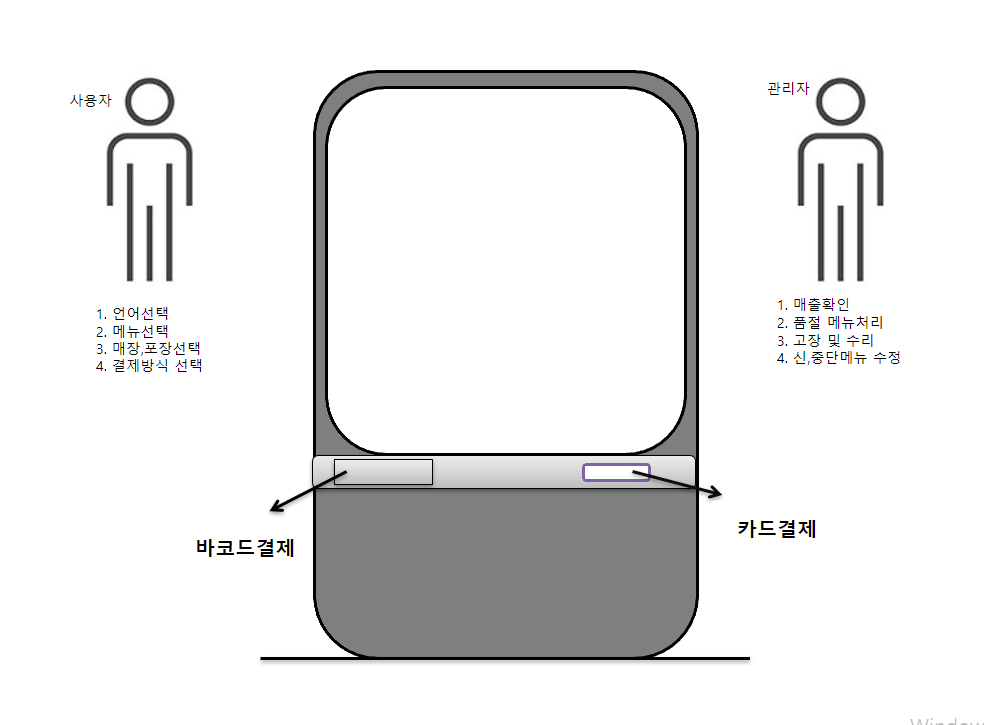 사용자
관리자
1. 언어선택
2. 메뉴선택
3. 매장,포장선택
4. 결제방식 선택
1. 매출확인
2. 품절 메뉴처리
3. 고장 및 수리
4. 신,중단메뉴 수정
바코드결제
카드결제